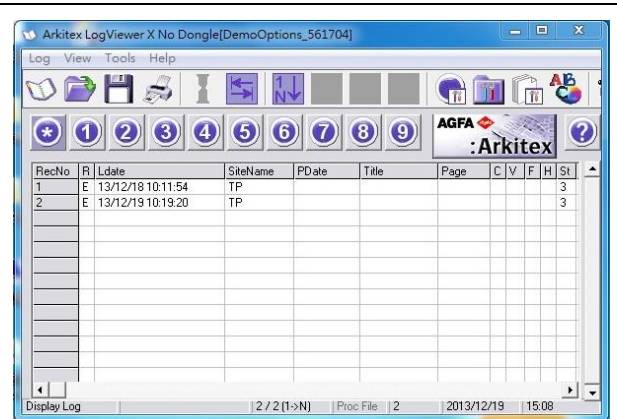 Arkitex LogViewer X No Dongle[DemoOptions_561704]
Log View Tools Help
1 N
AB C
* 1 2 3 4 5 6 7 8 9 AGFA :Arkitex ?
RecNo R Ldate SiteName PDate Title Page C V F H St
1 E 13/12/18 10:11:54 TP 3
2 E 13/12/19 10:19:20 TP 3
Display Log 2 / 2 (1->N) Proc File 2 2013/12/19 15:08